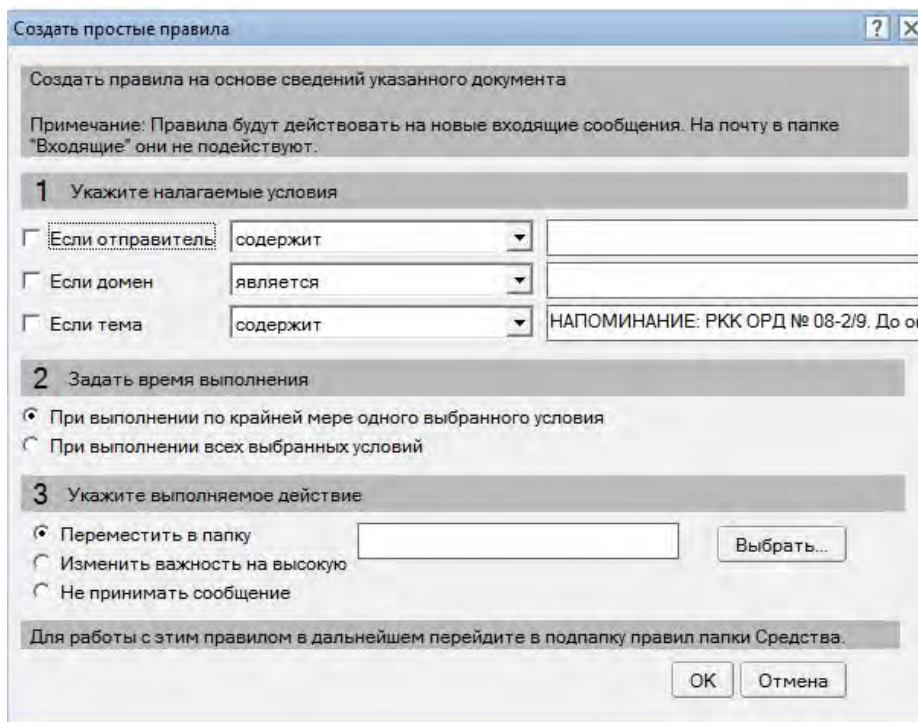 Создать простые правила
Создать правила на основе сведений указанного документа
Примечание: Правила будут действовать на новые входящие сообщения. На почту в папке
"Входящие" они не подействуют.
1 Укажите налагаемые условия
Если отправитель содержит
Если домен является
Если тема содержит НАПОМИНАНИЕ: РКК ОРД № 08-2/9. До
2 Задать время выполнения
При выполнении по крайней мере одного выбранного условия
При выполнении всех выбранных условий
3 Укажите выполняемое действие
Переместить в папку Выбрать...
Изменить важность на высокую
Не принимать сообщение
Для работы с этим правилом в дальнейшем перейдите в подпапку правил папки Средства.
OK Отмена